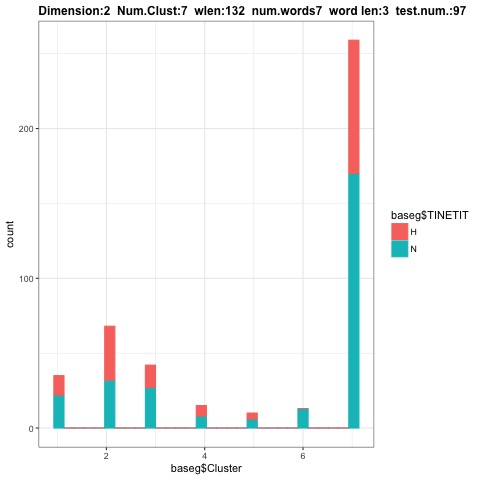 Dimension:2  Num.Clust:7  wlen:132  num.words7  word len:3  test.num.:97
200
100
0
count
2
4
6
baseg$Cluster
baseg$TINETIT
H
N